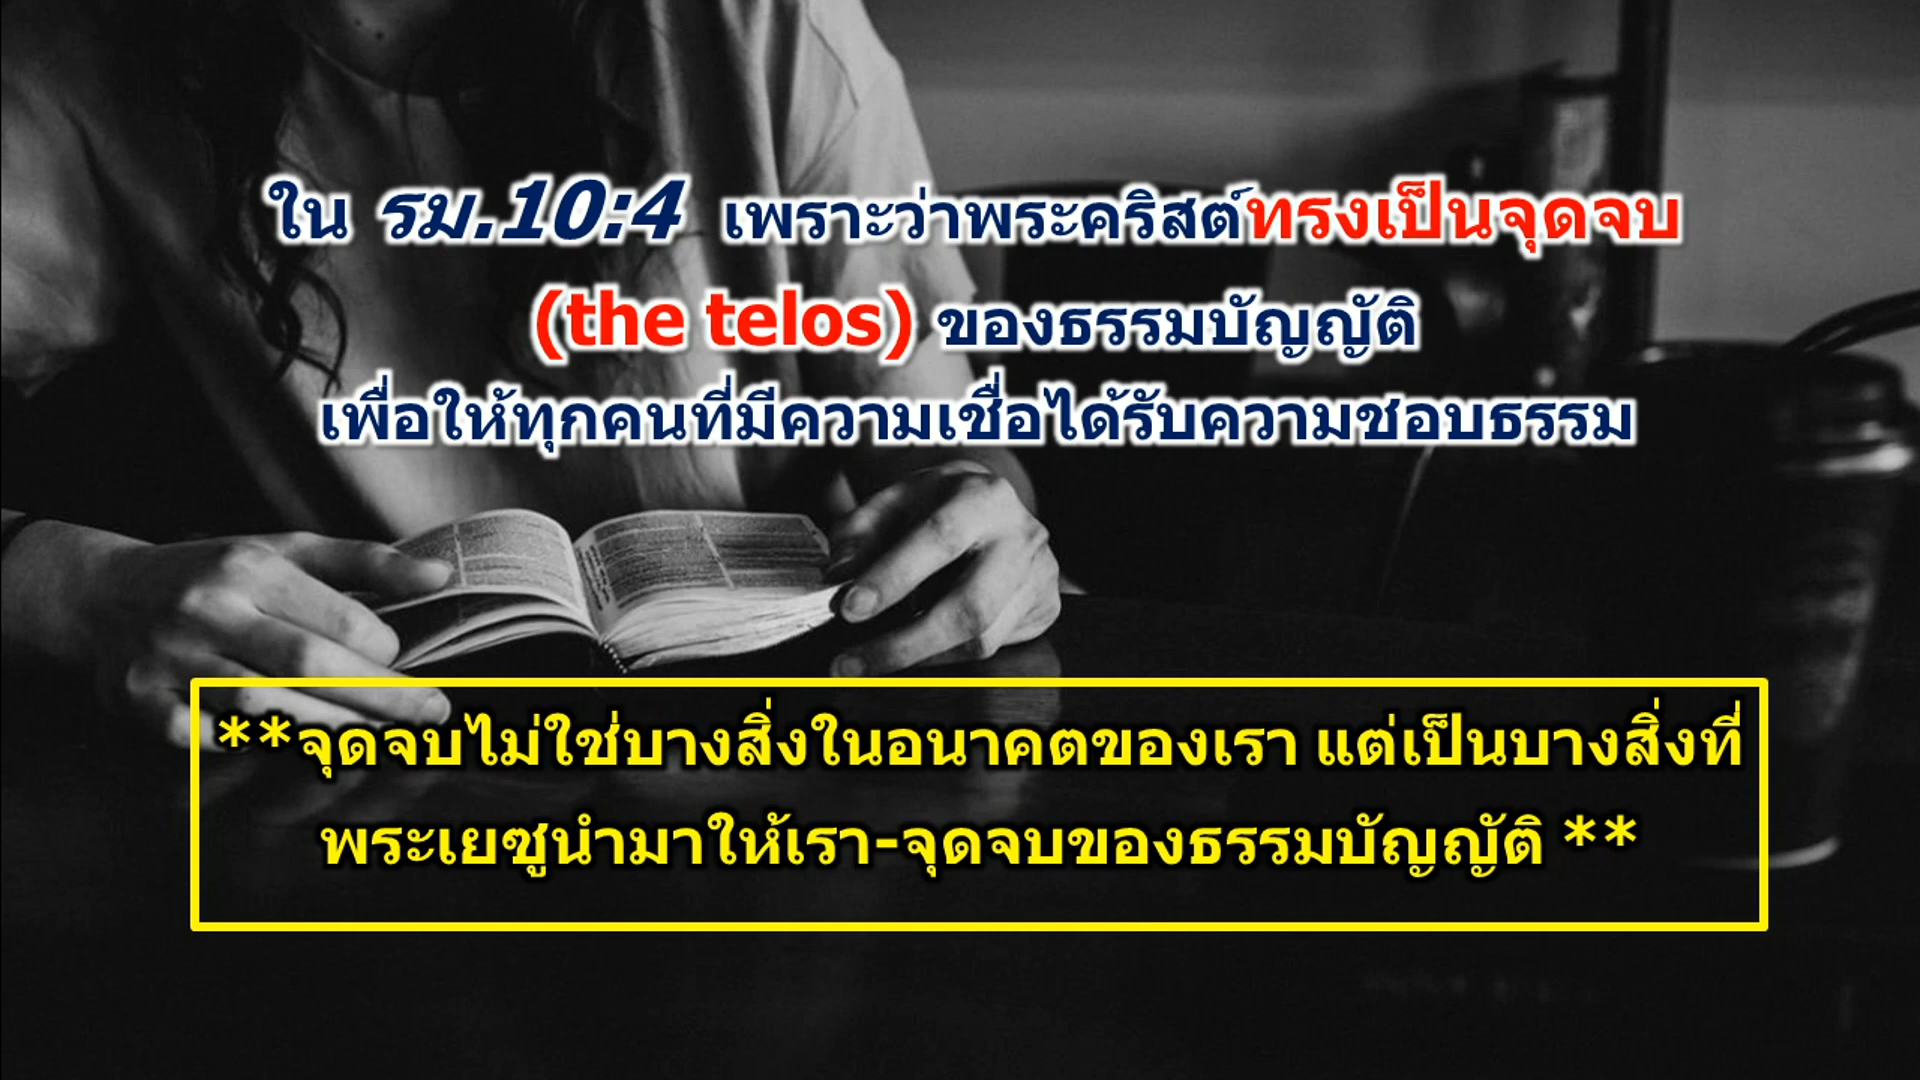 ใน รม.10:4 เพราะว่าพระคริสต์ทรงเป็นจุดจบ
(the telos) ของธรรมบัญญัติ
เพื่อให้ทุกคนที่มีความเชื่อได้รับความชอบธรรม
**จุดจบไม่ใช่บางสิ่งในอนาคตของเรา แต่เป็นบางสิ่งที่
พระเยซูนำมาให้เรา-จุดจบของธรรมบัญญัติ **